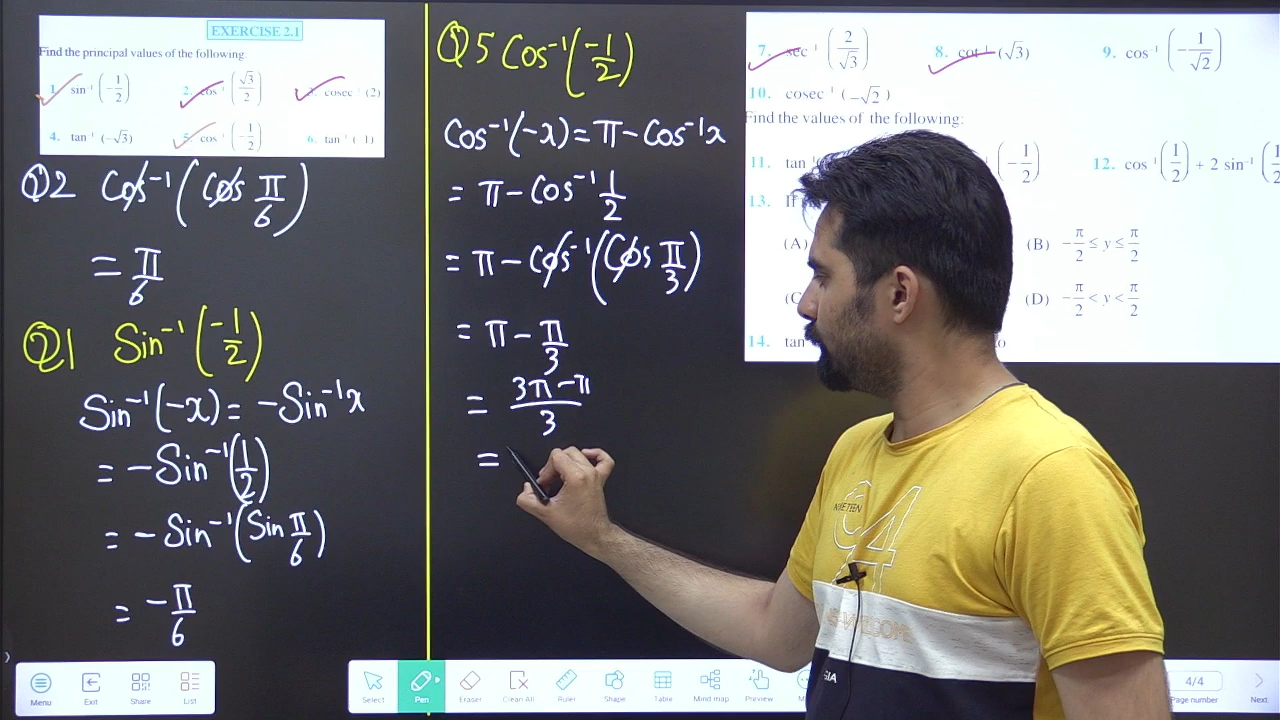 EXERCISE 2.1
Find the principal values of the following:
1. sin⁻¹ (-1/2) 2. cos⁻¹ (√3/2) 3. cosec⁻¹ (2)
4. tan⁻¹ (-√3) 5. cos⁻¹ (-1/2) 6. tan⁻¹ (-1)
Q2 Cos⁻¹(Cos π/6)
= π/6
Q1 Sin⁻¹(-1/2)
Sin⁻¹(-x) = -Sin⁻¹x
= -Sin⁻¹(1/2)
= -Sin⁻¹(Sin π/6)
= -π/6
Q5 Cos⁻¹(-1/2)
Cos⁻¹(-x) = π - Cos⁻¹x
= π - Cos⁻¹ 1/2
= π - Cos⁻¹(Cos π/3)
= π - π/3
= 3π - π/3
=
7. sec⁻¹ (2/√3) 8. cot⁻¹ (√3) 9. cos⁻¹ (-1/√2)
10. cosec⁻¹ (-√2)
Find the values of the following:
11. tan (-1/2) 12. cos⁻¹ (1/2) + 2 sin⁻¹ (1/2
13. If
(A) (B) -π/2 ≤ y ≤ π/2
(D) -π/2 < y < π/2
14. tan
NINE TEEN
Menu Exit Share List
Select Pen Eraser Clean All Ruler Shape Table Mind map Preview
4/4
Page number Next